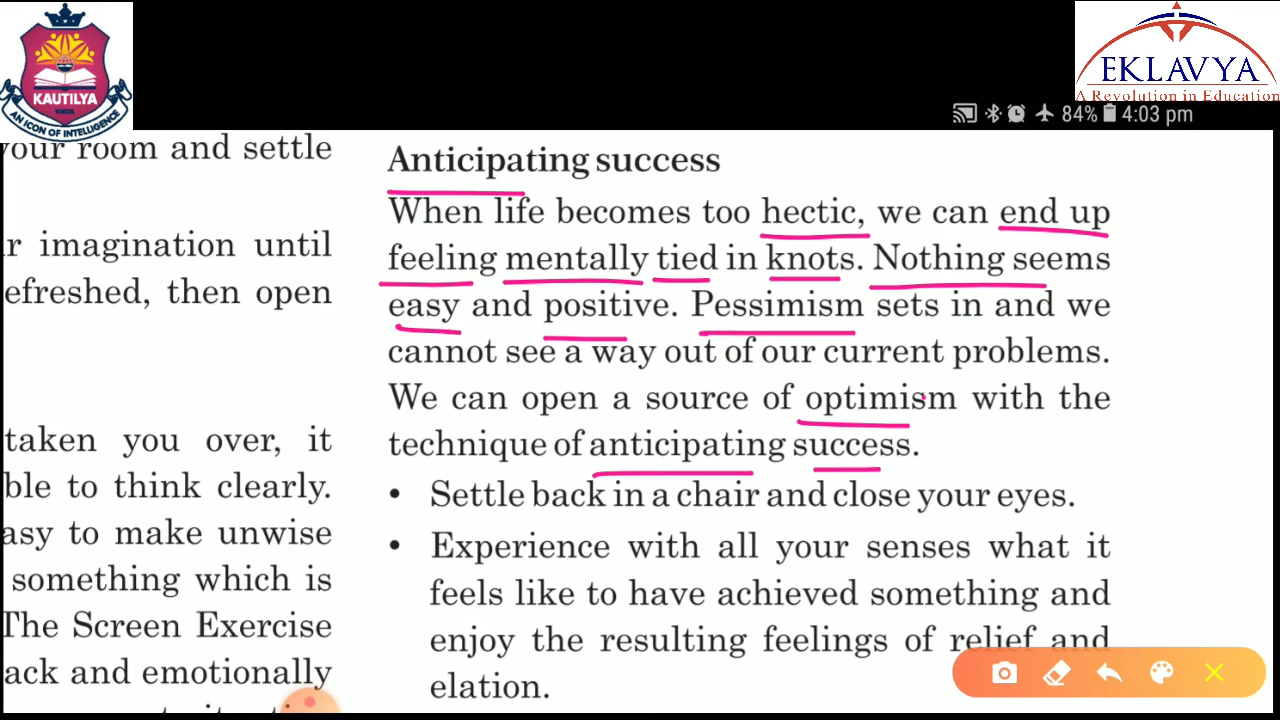 KAUTILYA
AN ICON OF INTELLIGENCE
EKLAVYA
A Revolution in Education
84% 4:03 pm
your room and settle
r imagination until
efreshed, then open
taken you over, it
ble to think clearly.
asy to make unwise
something which is
The Screen Exercise
ack and emotionally
Anticipating success
When life becomes too hectic, we can end up
feeling mentally tied in knots. Nothing seems
easy and positive. Pessimism sets in and we
cannot see a way out of our current problems.
We can open a source of optimism with the
technique of anticipating success.
• Settle back in a chair and close your eyes.
• Experience with all your senses what it
feels like to have achieved something and
enjoy the resulting feelings of relief and
elation.